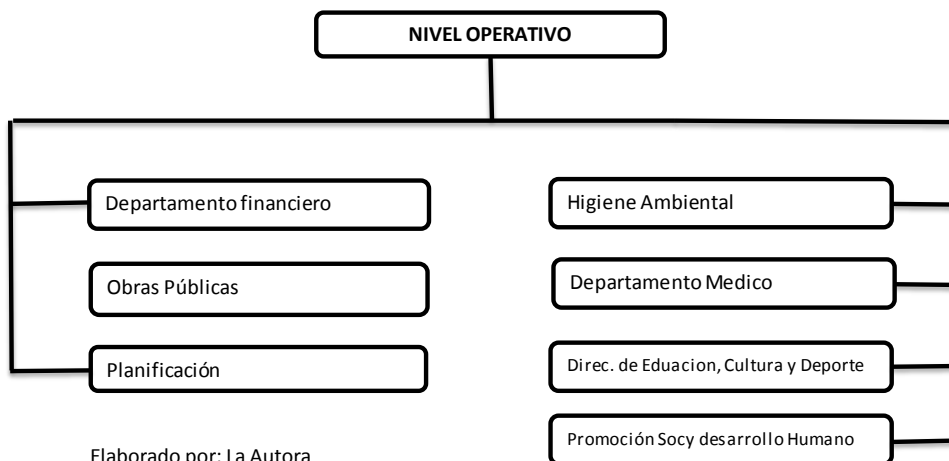 NIVEL OPERATIVO
Departamento financiero
Obras Públicas
Planificación
Higiene Ambiental
Departamento Medico
Direc. de Eduacion, Cultura y Deporte
Promoción Socy desarrollo Humano
Elaborado por: La Autora